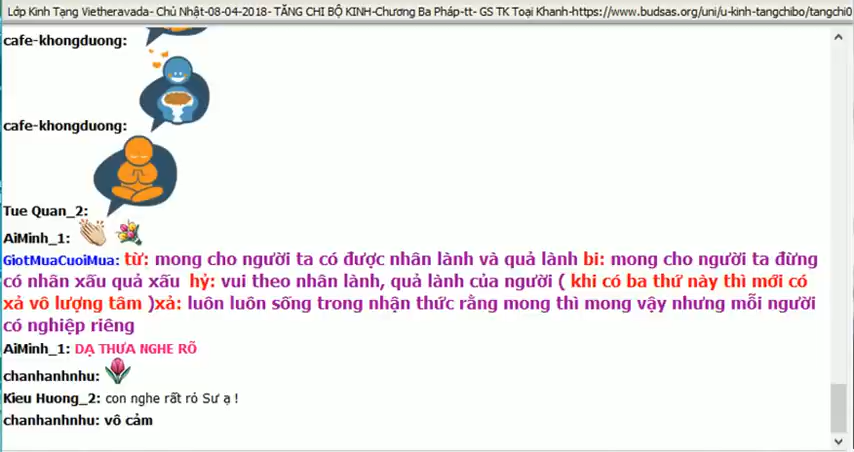 Lớp Kinh Tạng Vietheravada- Chủ Nhật-08-04-2018- TĂNG CHI BỘ KINH-Chương Ba Pháp-tt- GS TK Toại Khanh-https://www.budsas.org/uni/u-kinh-tangchibo/tangchi0
cafe-khongduong:
cafe-khongduong:
Tue Quan_2:
AiMinh_1:
GiotMuaCuoiMua: từ: mong cho người ta có được nhân lành và quả lành bi: mong cho người ta đừng
có nhân xấu quả xấu hỷ: vui theo nhân lành, quả lành của người ( khi có ba thứ này thì mới có
xả vô lượng tâm )xả: luôn luôn sống trong nhận thức rằng mong thì mong vậy nhưng mỗi người
có nghiệp riêng
AiMinh_1: DẠ THƯA NGHE RÕ
chanhanhnhu:
Kieu Huong_2: con nghe rất rỏ Sư ạ !
chanhanhnhu: vô cảm